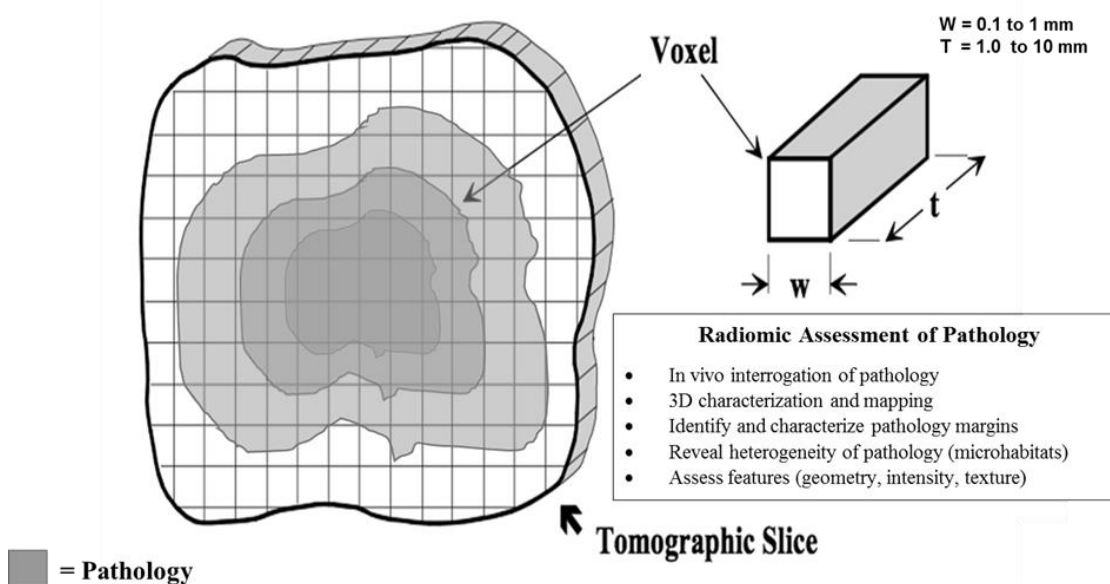 W = 0.1 to 1 mm
T = 1.0 to 10 mm
Voxel
t
w
Radiomic Assessment of Pathology
• In vivo interrogation of pathology
• 3D characterization and mapping
• Identify and characterize pathology margins
• Reveal heterogeneity of pathology (microhabitats)
• Assess features (geometry, intensity, texture)
Tomographic Slice
= Pathology